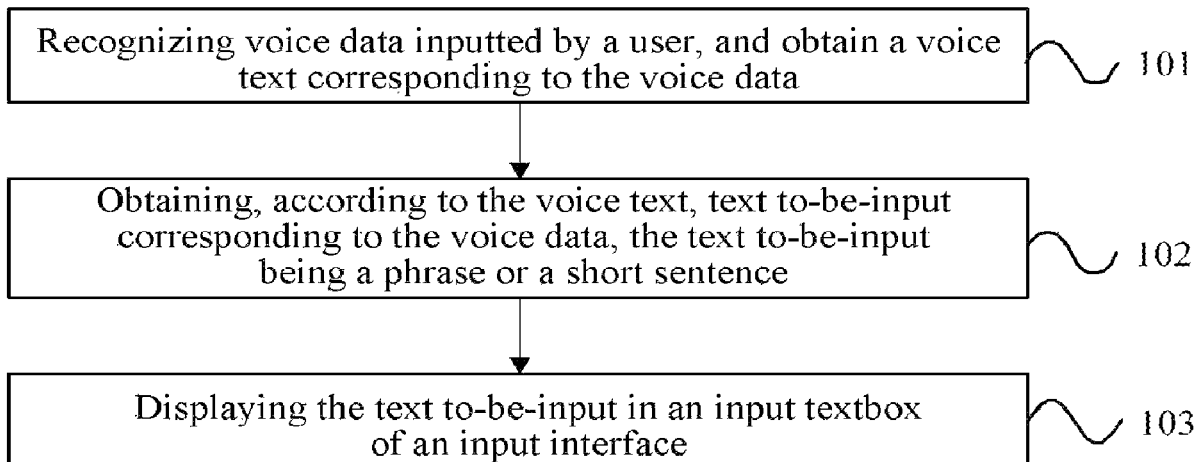 Recognizing voice data inputted by a user, and obtain a voice
text corresponding to the voice data
101
Obtaining, according to the voice text, text to-be-input
corresponding to the voice data, the text to-be-input
being a phrase or a short sentence
102
Displaying the text to-be-input in an input textbox
of an input interface
103